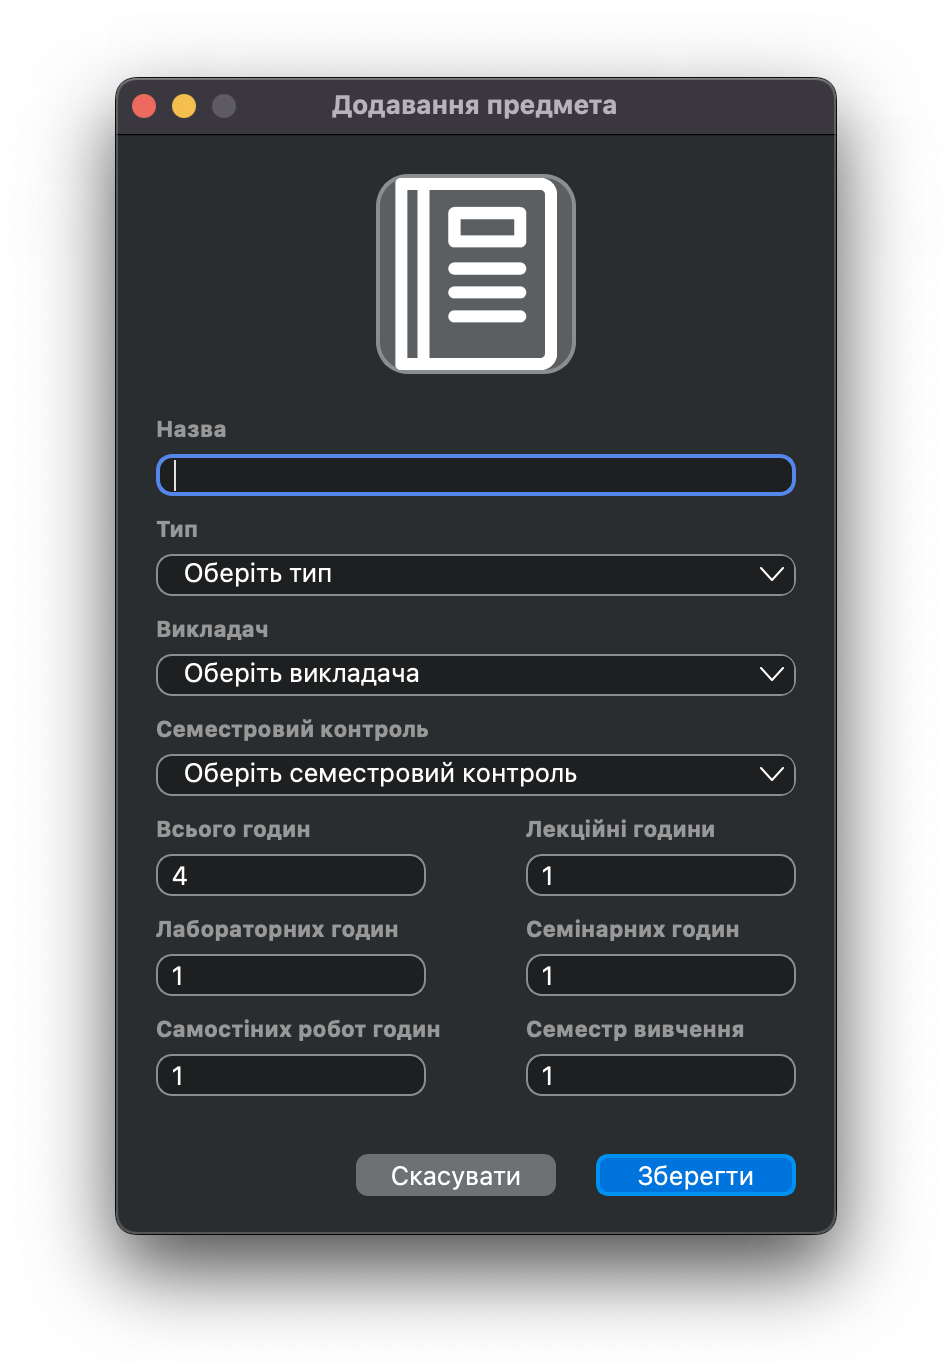 Додавання предмета
Назва
Тип
Оберіть тип
Викладач
Оберіть викладача
Семестровий контроль
Оберіть семестровий контроль
Всього годин
Лекційні години
4
1
Лабораторних годин
Семінарних годин
1
1
Самостіних робот годин
Семестр вивчення
1
1
Скасувати
Зберегти